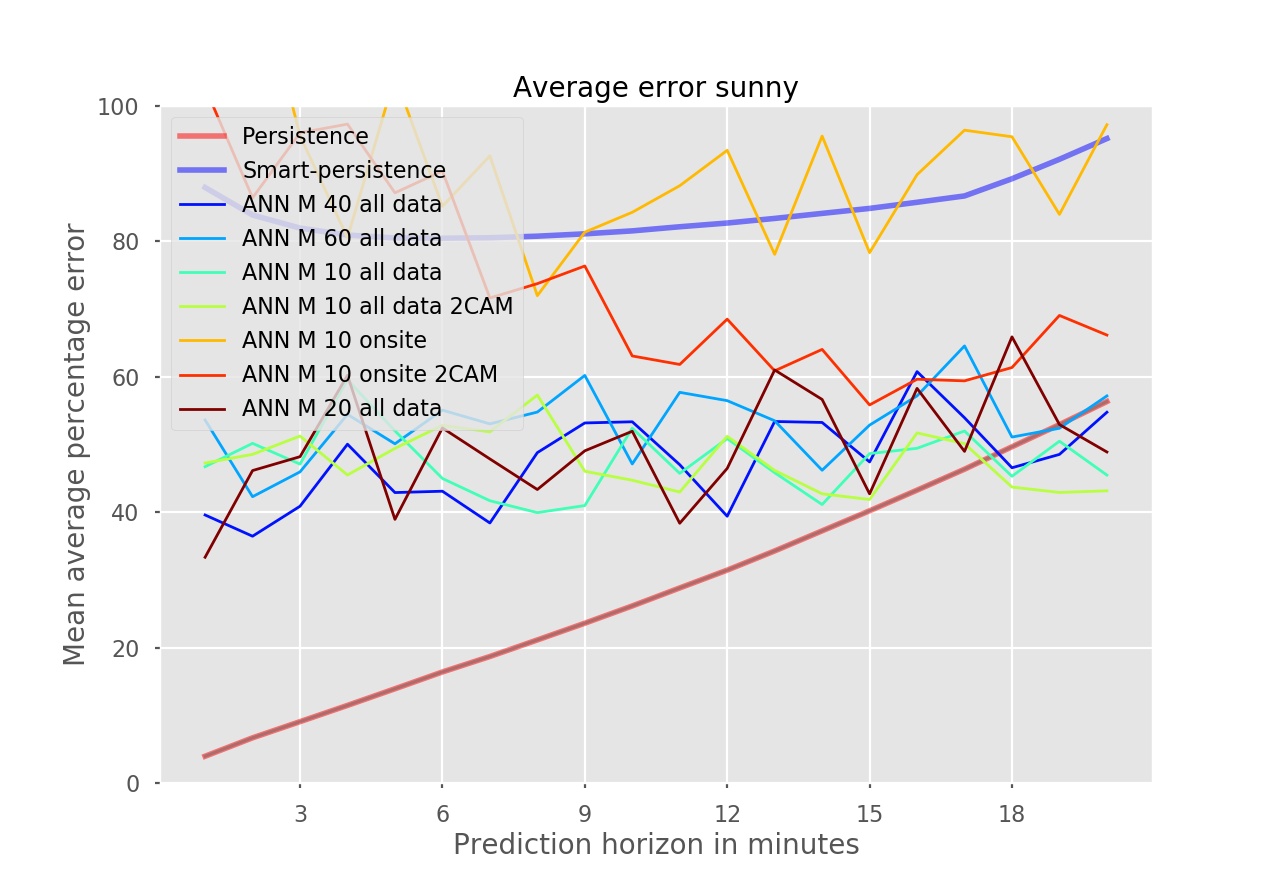 Average error sunny
Mean average percentage error
100
80
60
40
20
0
Persistence
Smart-persistence
ANN M 40 all data
ANN M 60 all data
ANN M 10 all data
ANN M 10 all data 2CAM
ANN M 10 onsite
ANN M 10 onsite 2CAM
ANN M 20 all data
3 6 9 12 15 18
Prediction horizon in minutes